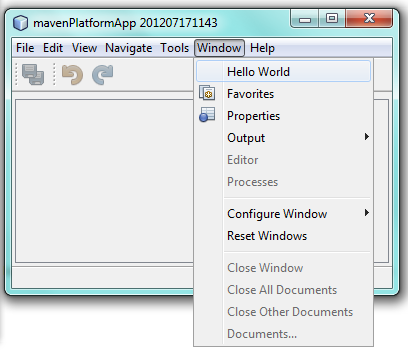 mavenPlatformApp 201207171143
File Edit View Navigate Tools Window Help
Hello World
Favorites
Properties
Output
Editor
Processes
Configure Window
Reset Windows
Close Window
Close All Documents
Close Other Documents
Documents...